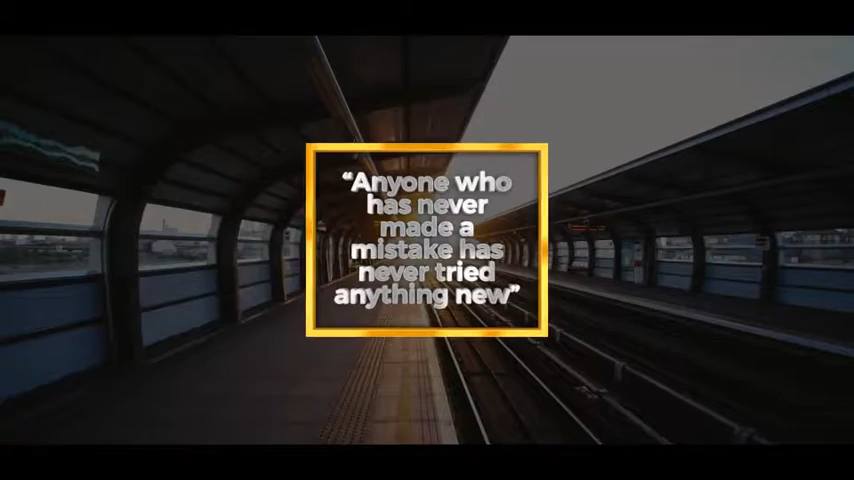 “Anyone who
has never
made a
mistake has
never tried
anything new”